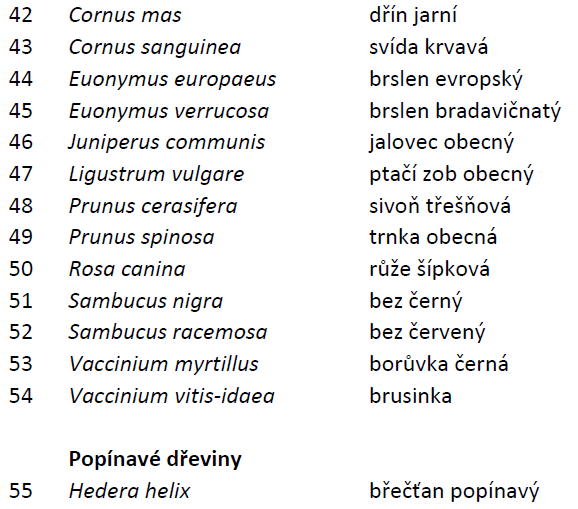 42 Cornus mas dřín jarní
43 Cornus sanguinea svída krvavá
44 Euonymus europaeus brslen evropský
45 Euonymus verrucosa brslen bradavičnatý
46 Juniperus communis jalovec obecný
47 Ligustrum vulgare ptačí zob obecný
48 Prunus cerasifera sivoň třešňová
49 Prunus spinosa trnka obecná
50 Rosa canina růže šípková
51 Sambucus nigra bez černý
52 Sambucus racemosa bez červený
53 Vaccinium myrtillus borůvka černá
54 Vaccinium vitis-idaea brusinka
Popínavé dřeviny
55 Hedera helix břečťan popínavý